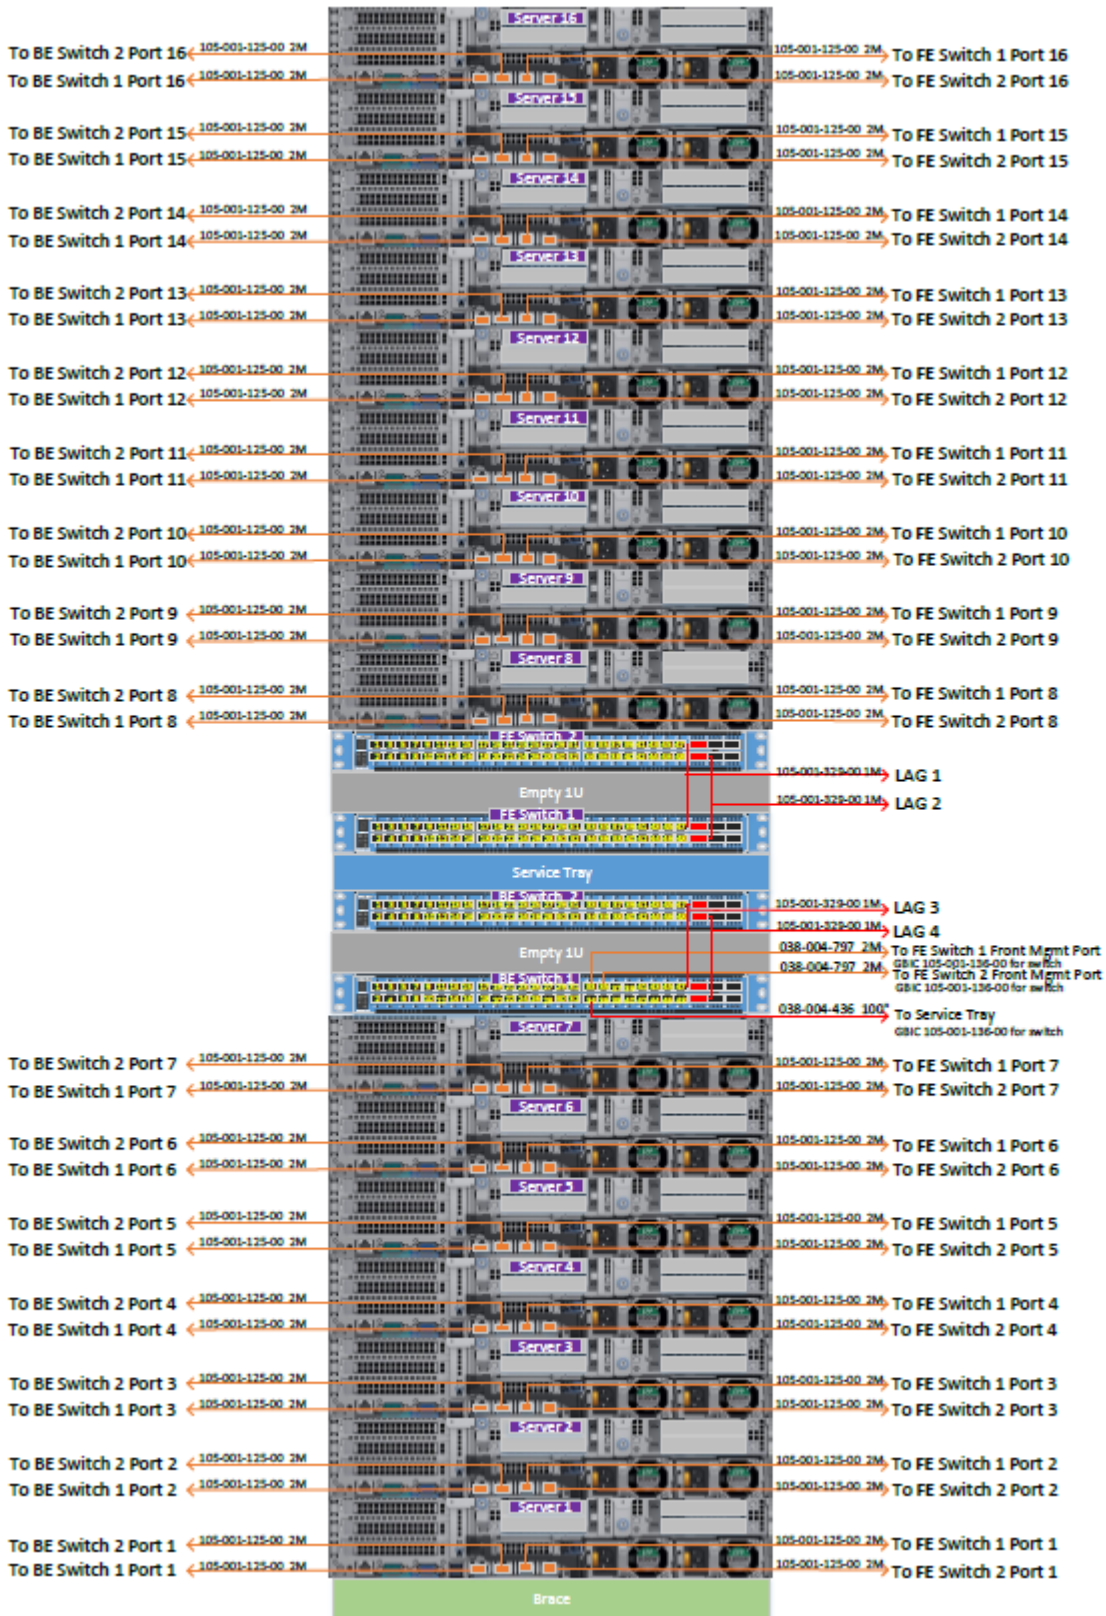 Server 16
To BE Switch 2 Port 16 105-001-125-00 2M 105-001-125-00 2M To FE Switch 1 Port 16
To BE Switch 1 Port 16 105-001-125-00 2M 105-001-125-00 2M To FE Switch 2 Port 16
Server 15
To BE Switch 2 Port 15 105-001-125-00 2M 105-001-125-00 2M To FE Switch 1 Port 15
To BE Switch 1 Port 15 105-001-125-00 2M 105-001-125-00 2M To FE Switch 2 Port 15
Server 14
To BE Switch 2 Port 14 105-001-125-00 2M 105-001-125-00 2M To FE Switch 1 Port 14
To BE Switch 1 Port 14 105-001-125-00 2M 105-001-125-00 2M To FE Switch 2 Port 14
Server 13
To BE Switch 2 Port 13 105-001-125-00 2M 105-001-125-00 2M To FE Switch 1 Port 13
To BE Switch 1 Port 13 105-001-125-00 2M 105-001-125-00 2M To FE Switch 2 Port 13
Server 12
To BE Switch 2 Port 12 105-001-125-00 2M 105-001-125-00 2M To FE Switch 1 Port 12
To BE Switch 1 Port 12 105-001-125-00 2M 105-001-125-00 2M To FE Switch 2 Port 12
Server 11
To BE Switch 2 Port 11 105-001-125-00 2M 105-001-125-00 2M To FE Switch 1 Port 11
To BE Switch 1 Port 11 105-001-125-00 2M 105-001-125-00 2M To FE Switch 2 Port 11
Server 10
To BE Switch 2 Port 10 105-001-125-00 2M 105-001-125-00 2M To FE Switch 1 Port 10
To BE Switch 1 Port 10 105-001-125-00 2M 105-001-125-00 2M To FE Switch 2 Port 10
Server 9
To BE Switch 2 Port 9 105-001-125-00 2M 105-001-125-00 2M To FE Switch 1 Port 9
To BE Switch 1 Port 9 105-001-125-00 2M 105-001-125-00 2M To FE Switch 2 Port 9
Server 8
To BE Switch 2 Port 8 105-001-125-00 2M 105-001-125-00 2M To FE Switch 1 Port 8
To BE Switch 1 Port 8 105-001-125-00 2M 105-001-125-00 2M To FE Switch 2 Port 8
FE Switch 2
105-001-329-00 1M LAG 1
Empty 1U
105-001-329-00 1M LAG 2
FE Switch 1
Service Tray
BE Switch 2
105-001-329-00 1M LAG 3
105-001-329-00 1M LAG 4
Empty 1U
038-004-797 2M To FE Switch 1 Front Mgmt Port
GBIC 105-001-136-00 for switch
038-004-797 2M To FE Switch 2 Front Mgmt Port
GBIC 105-001-136-00 for switch
BE Switch 1
038-004-436 100" To Service Tray
GBIC 105-001-136-00 for switch
Server 7
To BE Switch 2 Port 7 105-001-125-00 2M 105-001-125-00 2M To FE Switch 1 Port 7
To BE Switch 1 Port 7 105-001-125-00 2M 105-001-125-00 2M To FE Switch 2 Port 7
Server 6
To BE Switch 2 Port 6 105-001-125-00 2M 105-001-125-00 2M To FE Switch 1 Port 6
To BE Switch 1 Port 6 105-001-125-00 2M 105-001-125-00 2M To FE Switch 2 Port 6
Server 5
To BE Switch 2 Port 5 105-001-125-00 2M 105-001-125-00 2M To FE Switch 1 Port 5
To BE Switch 1 Port 5 105-001-125-00 2M 105-001-125-00 2M To FE Switch 2 Port 5
Server 4
To BE Switch 2 Port 4 105-001-125-00 2M 105-001-125-00 2M To FE Switch 1 Port 4
To BE Switch 1 Port 4 105-001-125-00 2M 105-001-125-00 2M To FE Switch 2 Port 4
Server 3
To BE Switch 2 Port 3 105-001-125-00 2M 105-001-125-00 2M To FE Switch 1 Port 3
To BE Switch 1 Port 3 105-001-125-00 2M 105-001-125-00 2M To FE Switch 2 Port 3
Server 2
To BE Switch 2 Port 2 105-001-125-00 2M 105-001-125-00 2M To FE Switch 1 Port 2
To BE Switch 1 Port 2 105-001-125-00 2M 105-001-125-00 2M To FE Switch 2 Port 2
Server 1
To BE Switch 2 Port 1 105-001-125-00 2M 105-001-125-00 2M To FE Switch 1 Port 1
To BE Switch 1 Port 1 105-001-125-00 2M 105-001-125-00 2M To FE Switch 2 Port 1
Brace